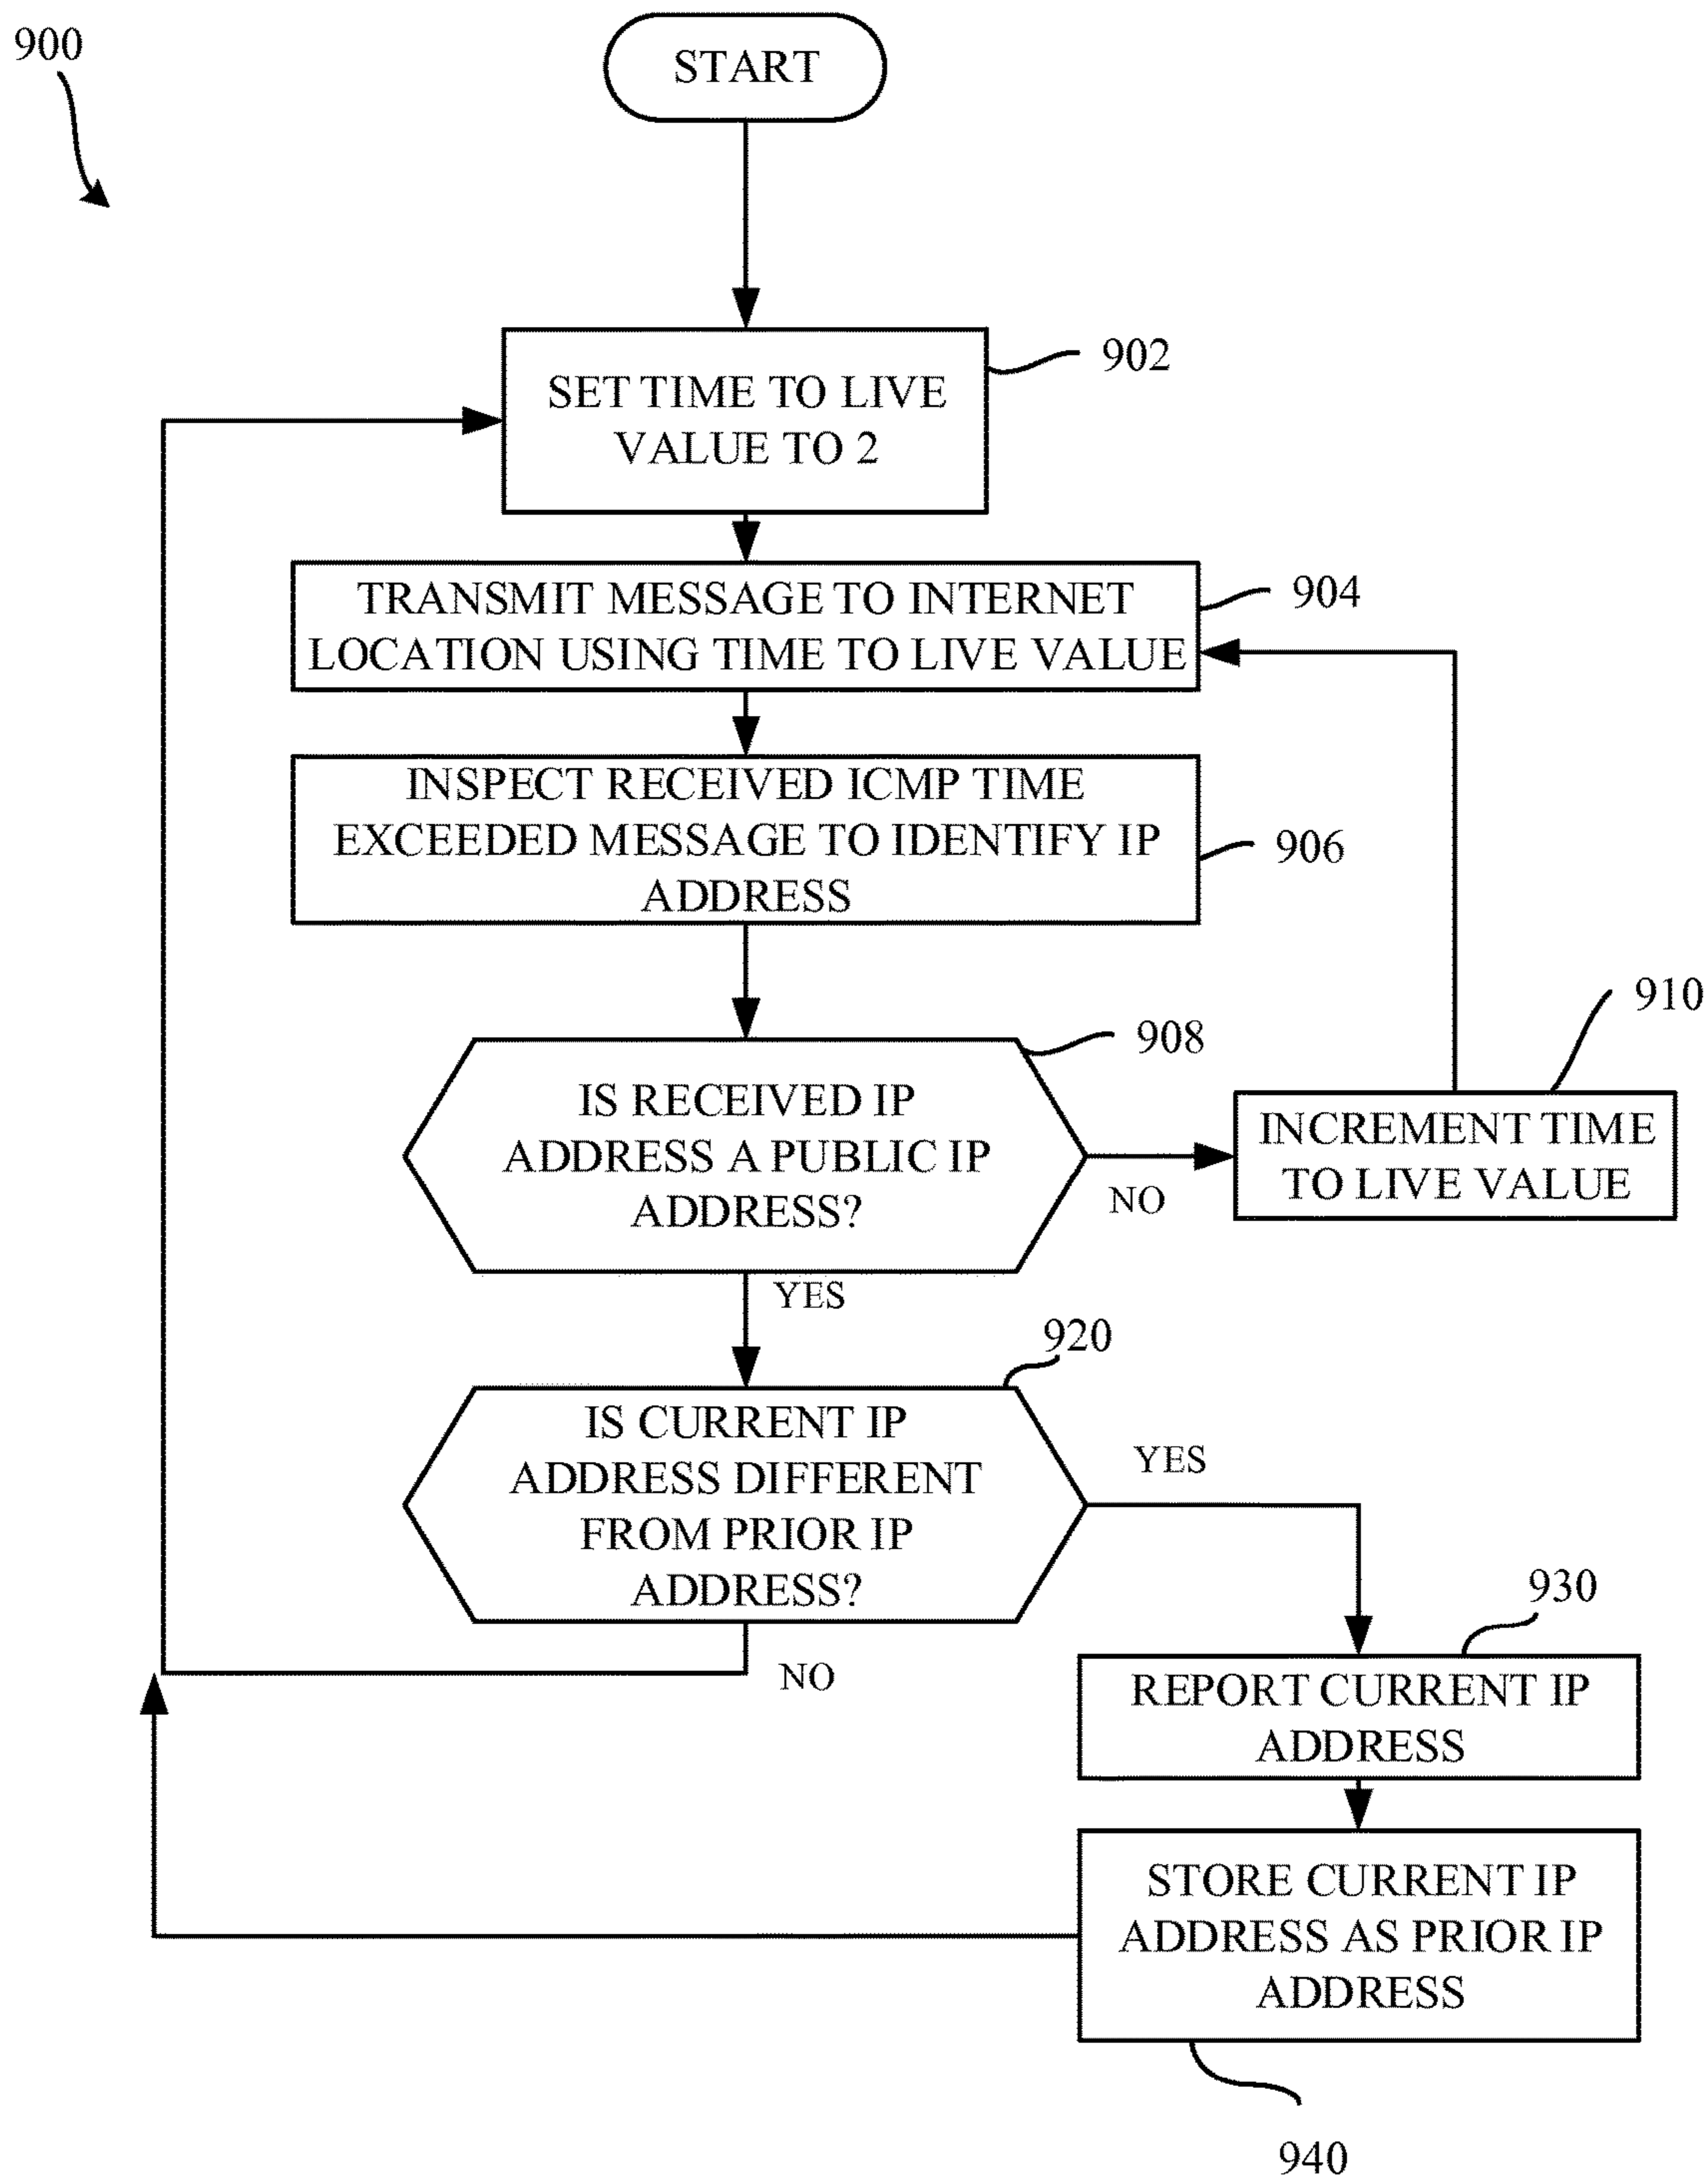 900
START
902
SET TIME TO LIVE
VALUE TO 2
904
TRANSMIT MESSAGE TO INTERNET
LOCATION USING TIME TO LIVE VALUE
906
INSPECT RECEIVED ICMP TIME
EXCEEDED MESSAGE TO IDENTIFY IP
ADDRESS
908
IS RECEIVED IP
ADDRESS A PUBLIC IP
ADDRESS?
NO
910
INCREMENT TIME
TO LIVE VALUE
YES
920
IS CURRENT IP
ADDRESS DIFFERENT
FROM PRIOR IP
ADDRESS?
YES
NO
930
REPORT CURRENT IP
ADDRESS
STORE CURRENT IP
ADDRESS AS PRIOR IP
ADDRESS
940